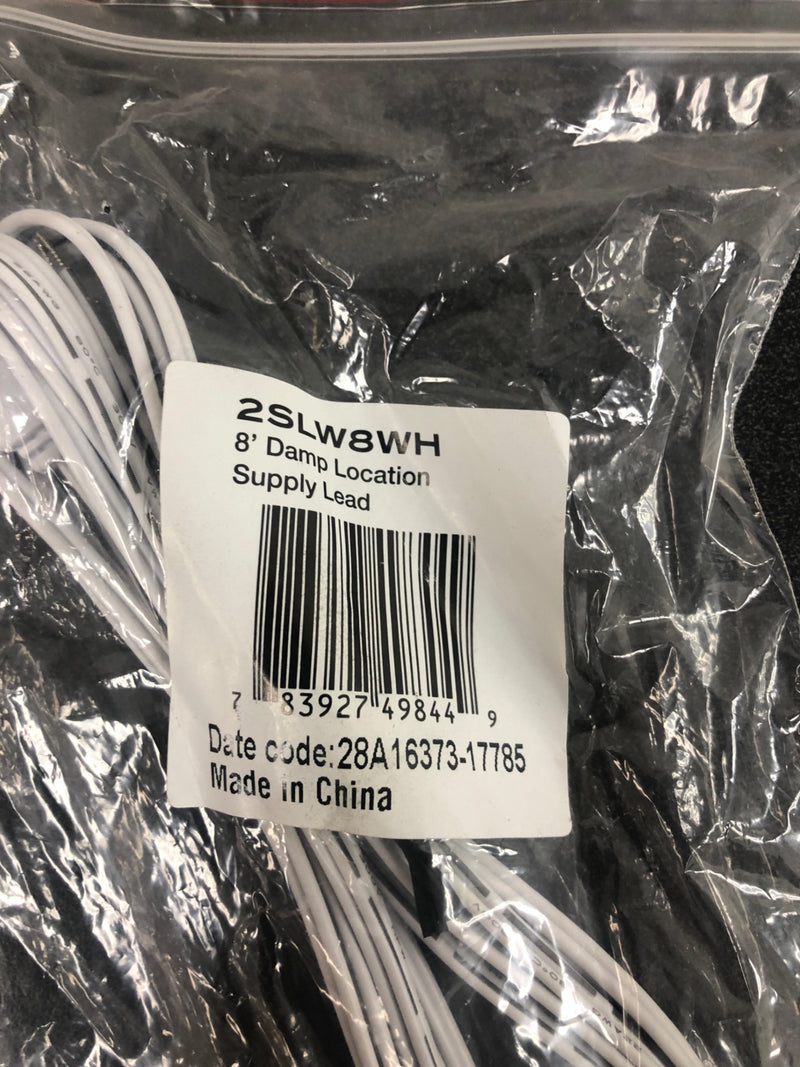 2SLW8WH
8' Damp Location
Supply Lead
7 83927 49844 9
Date code:28A16373-17785
Made in China